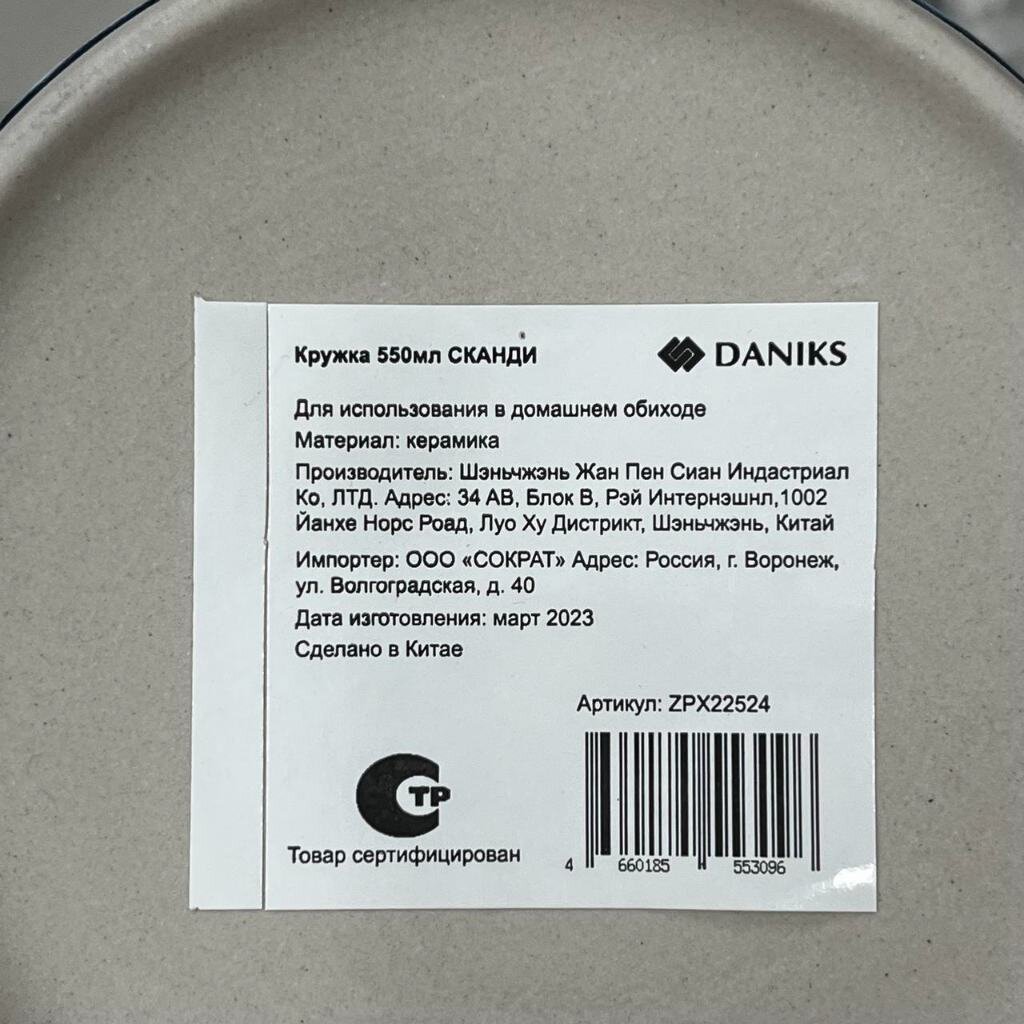 Кружка 550мл СКАНДИ
DANIKS
Для использования в домашнем обиходе
Материал: керамика
Производитель: Шэньчжэнь Жан Пен Сиан Индастриал
Ко, ЛТД. Адрес: 34 АВ, Блок В, Рэй Интернэшнл,1002
Йанхе Норс Роад, Луо Ху Дистрикт, Шэньчжэнь, Китай
Импортер: ООО «СОКРАТ» Адрес: Россия, г. Воронеж,
ул. Волгоградская, д. 40
Дата изготовления: март 2023
Сделано в Китае
Артикул: ZPX22524
СТР
Товар сертифицирован
4 660185 553096